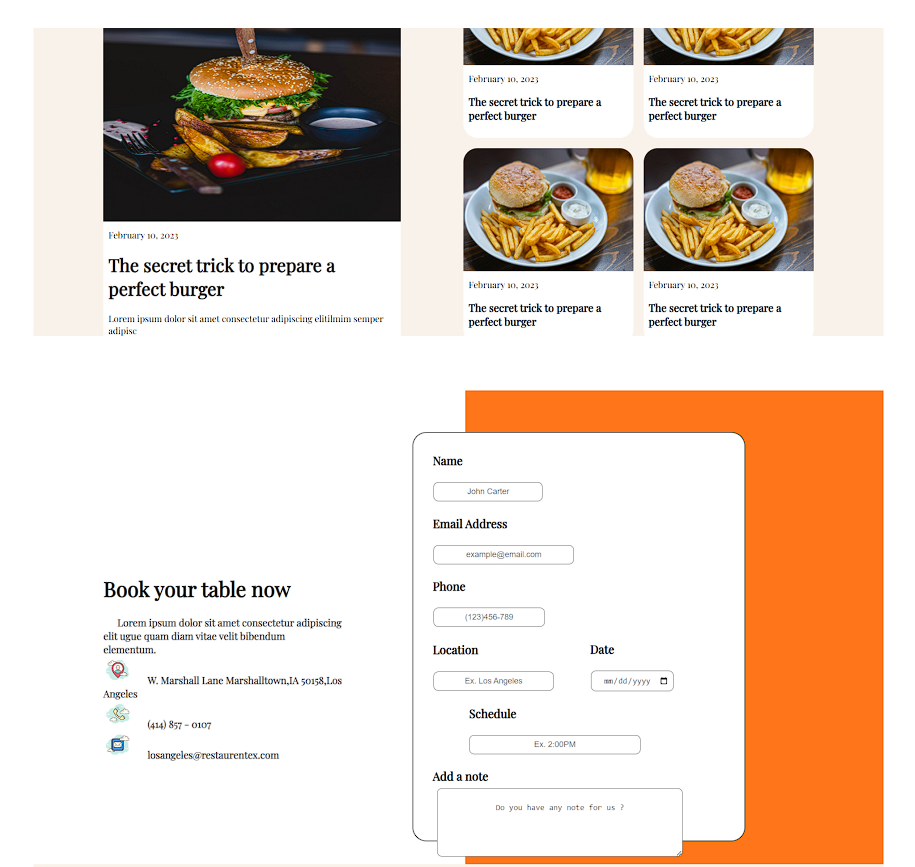 February 10, 2023
The secret trick to prepare a
perfect burger
Lorem ipsum dolor sit amet consectetur adipiscing elitilmim semper
adipisc
February 10, 2023
The secret trick to prepare a
perfect burger
February 10, 2023
The secret trick to prepare a
perfect burger
February 10, 2023
The secret trick to prepare a
perfect burger
February 10, 2023
The secret trick to prepare a
perfect burger
Book your table now
Lorem ipsum dolor sit amet consectetur adipiscing
elit ugue quam diam vitae velit bibendum
elementum.
W. Marshall Lane Marshalltown,IA 50158,Los
Angeles
(414) 857 - 0107
losangeles@restaurentex.com
Name
John Carter
Email Address
example@email.com
Phone
(123)456-789
Location
Ex. Los Angeles
Date
mm/dd/yyyy
Schedule
Ex. 2:00PM
Add a note
Do you have any note for us ?